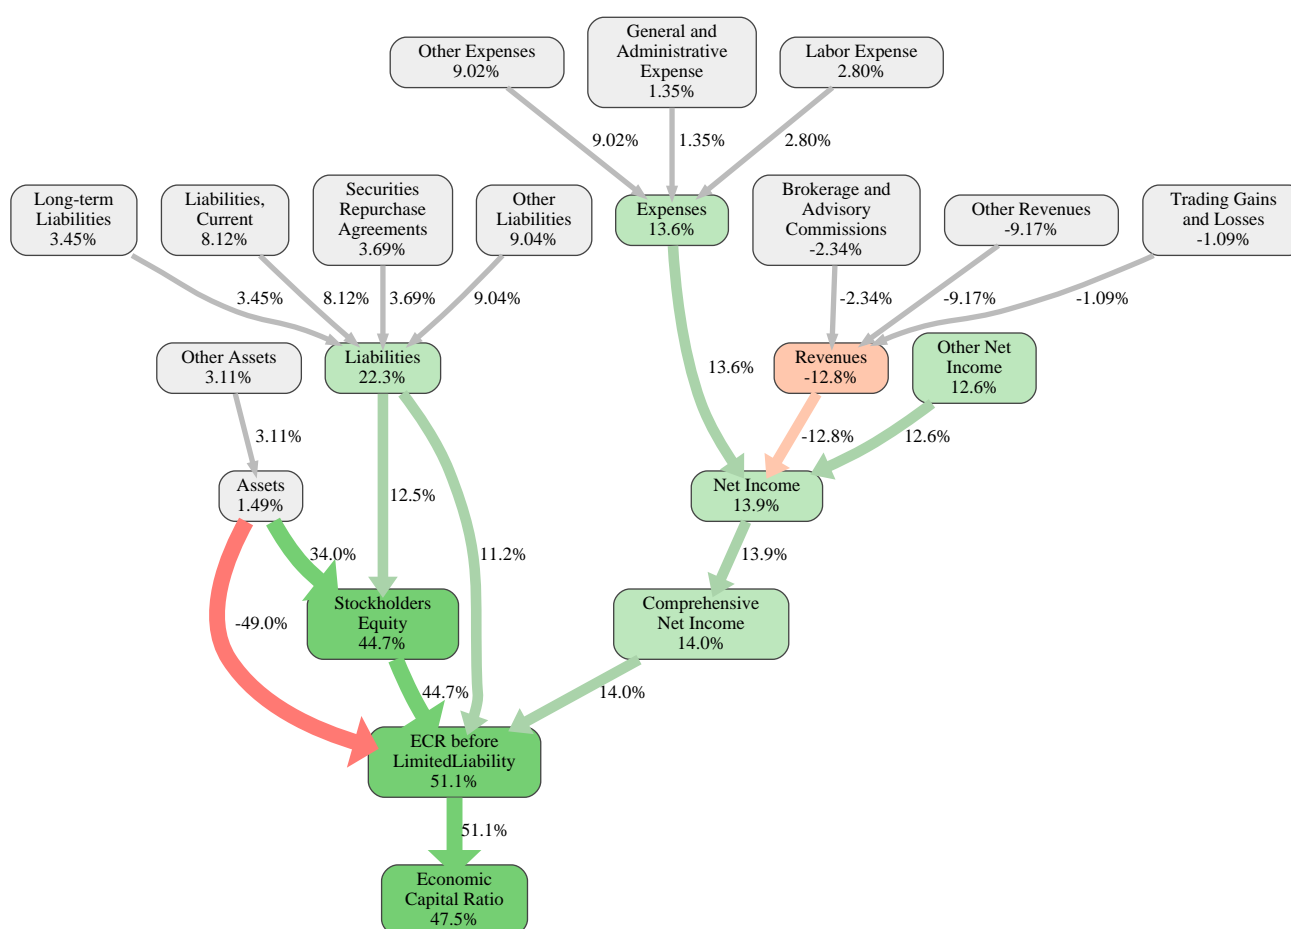 General and
Administrative
Expense
1.35%
Other Expenses
9.02%
Labor Expense
2.80%
9.02%
1.35%
2.80%
Long-term
Liabilities
3.45%
Liabilities,
Current
8.12%
Securities
Repurchase
Agreements
3.69%
Other
Liabilities
9.04%
Expenses
13.6%
Brokerage and
Advisory
Commissions
-2.34%
Other Revenues
-9.17%
Trading Gains
and Losses
-1.09%
3.45%
8.12%
3.69%
9.04%
-2.34%
-9.17%
-1.09%
Other Assets
3.11%
Liabilities
22.3%
13.6%
Revenues
-12.8%
Other Net
Income
12.6%
3.11%
-12.8%
12.6%
Assets
1.49%
12.5%
Net Income
13.9%
34.0%
11.2%
13.9%
-49.0%
Stockholders
Equity
44.7%
Comprehensive
Net Income
14.0%
44.7%
14.0%
ECR before
LimitedLiability
51.1%
51.1%
Economic
Capital Ratio
47.5%